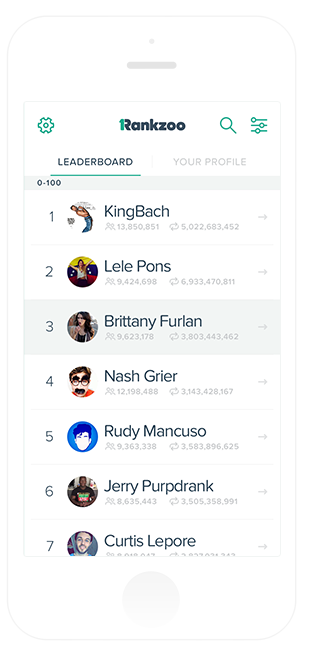 1Rankzoo
LEADERBOARD YOUR PROFILE
0-100
1 KingBach
13,850,851 5,022,683,452
2 Lele Pons
9,424,698 6,933,470,811
3 Brittany Furlan
9,623,178 3,803,443,462
4 Nash Grier
12,198,488 3,143,428,167
5 Rudy Mancuso
9,363,338 3,583,896,625
6 Jerry Purpdrank
8,635,443 3,505,358,991
7 Curtis Lepore